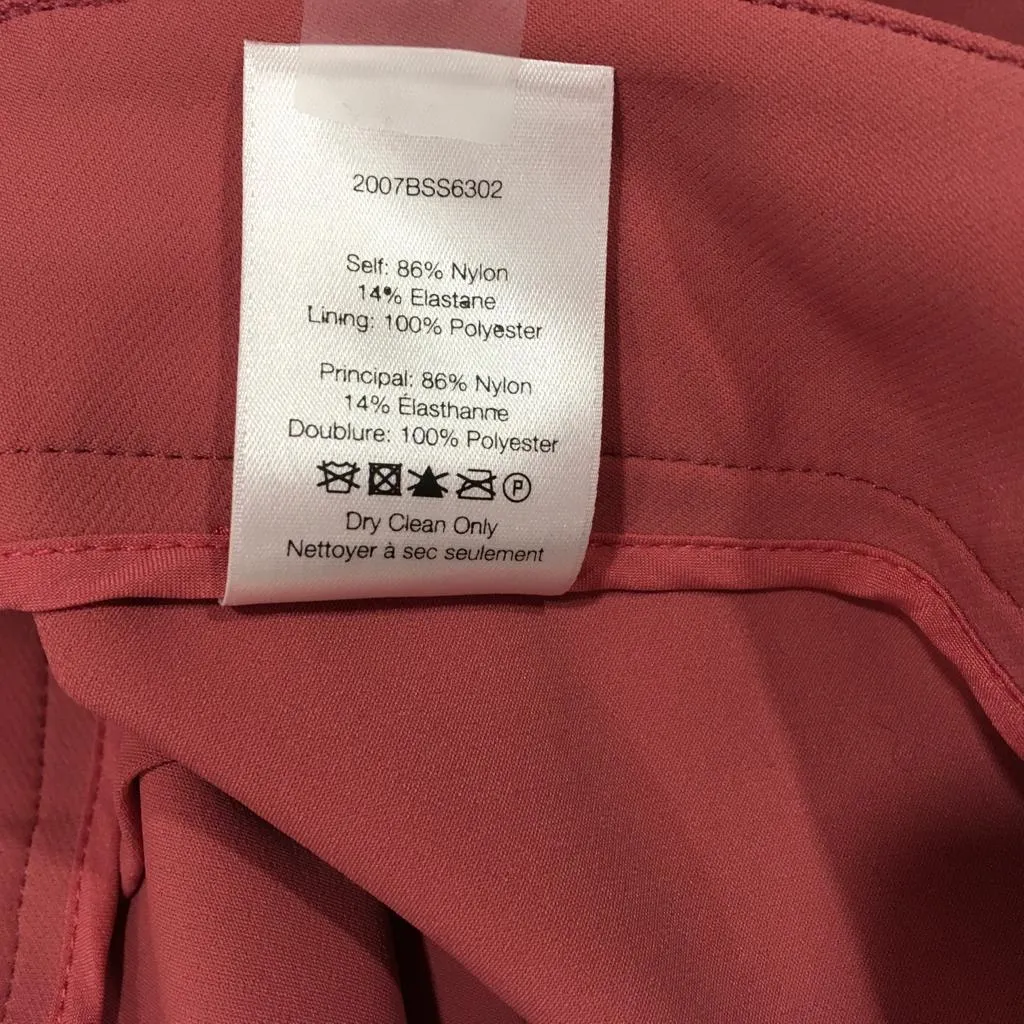 2007BSS6302
Self: 86% Nylon
14% Elastane
Lining: 100% Polyester
Principal: 86% Nylon
14% Élasthanne
Doublure: 100% Polyester
P
Dry Clean Only
Nettoyer à sec seulement